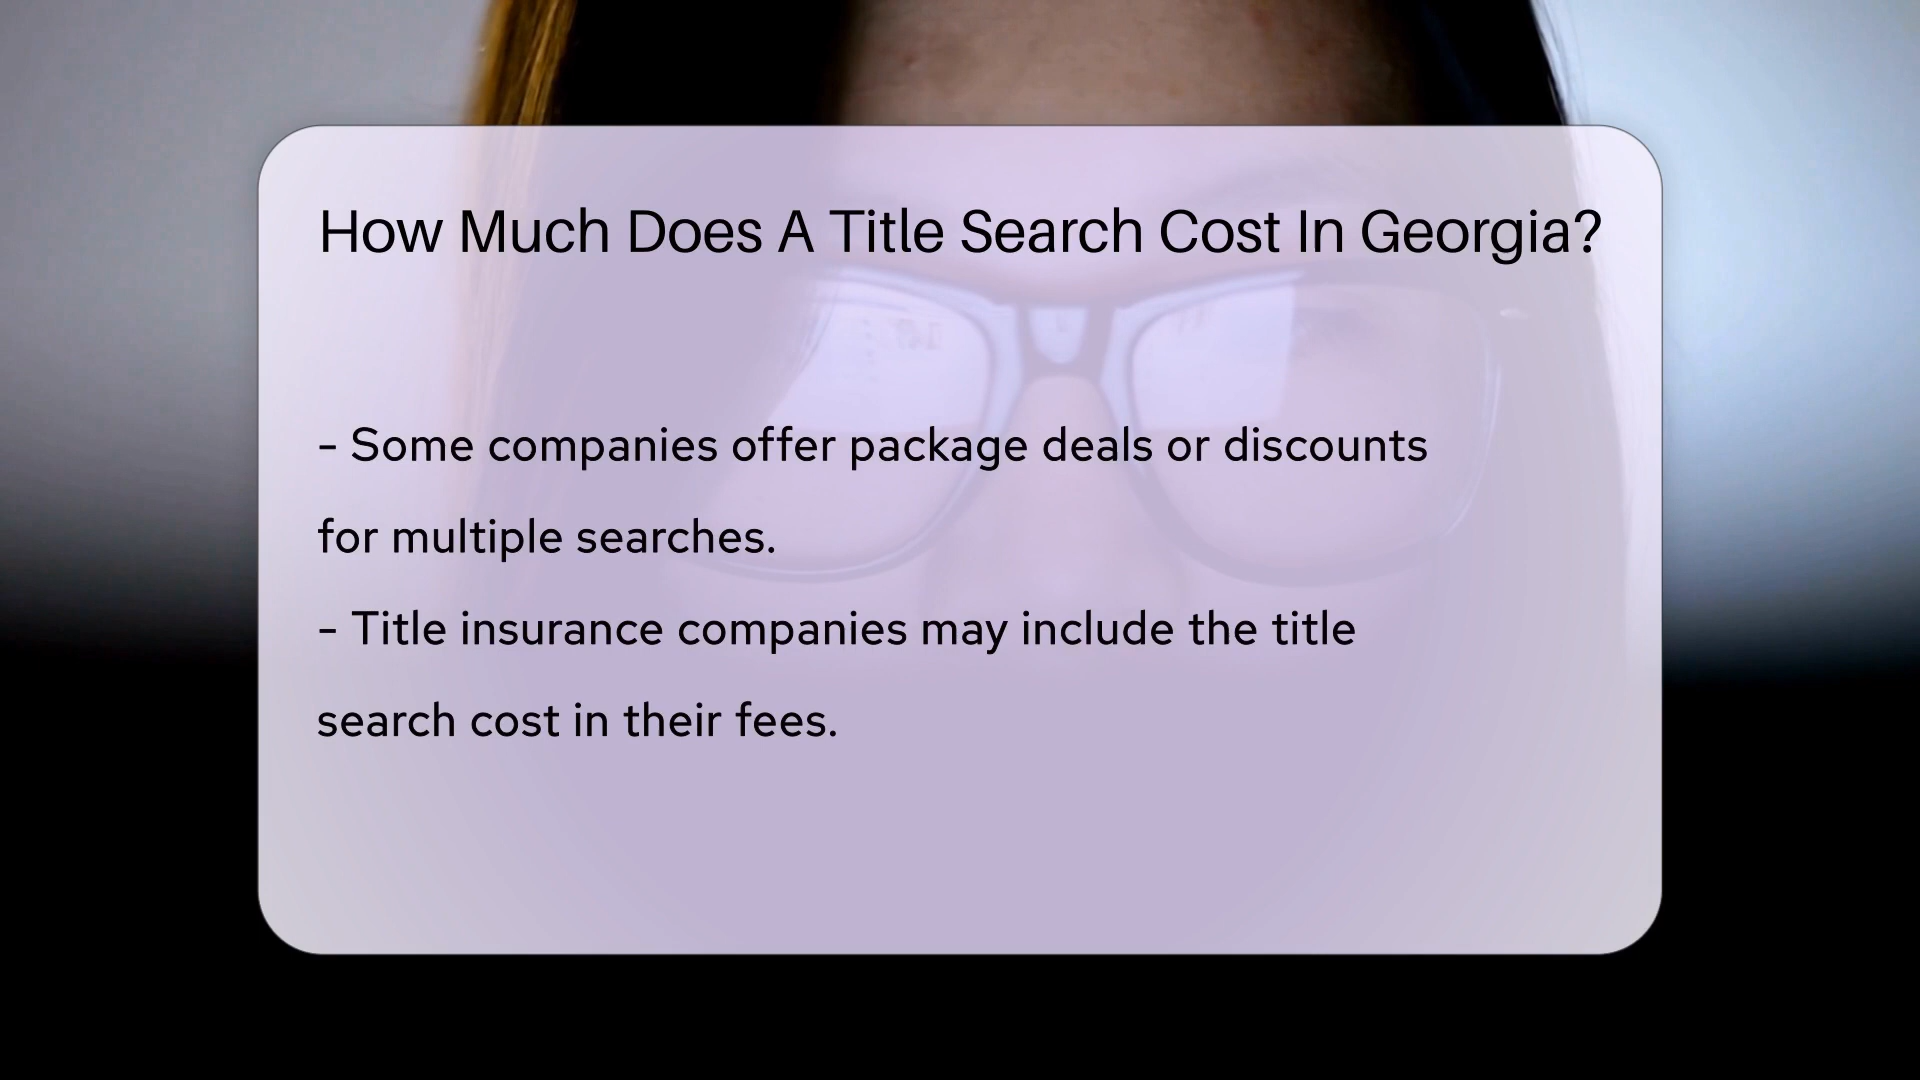 How Much Does A Title Search Cost In Georgia?
- Some companies offer package deals or discounts
for multiple searches.
- Title insurance companies may include the title
search cost in their fees.